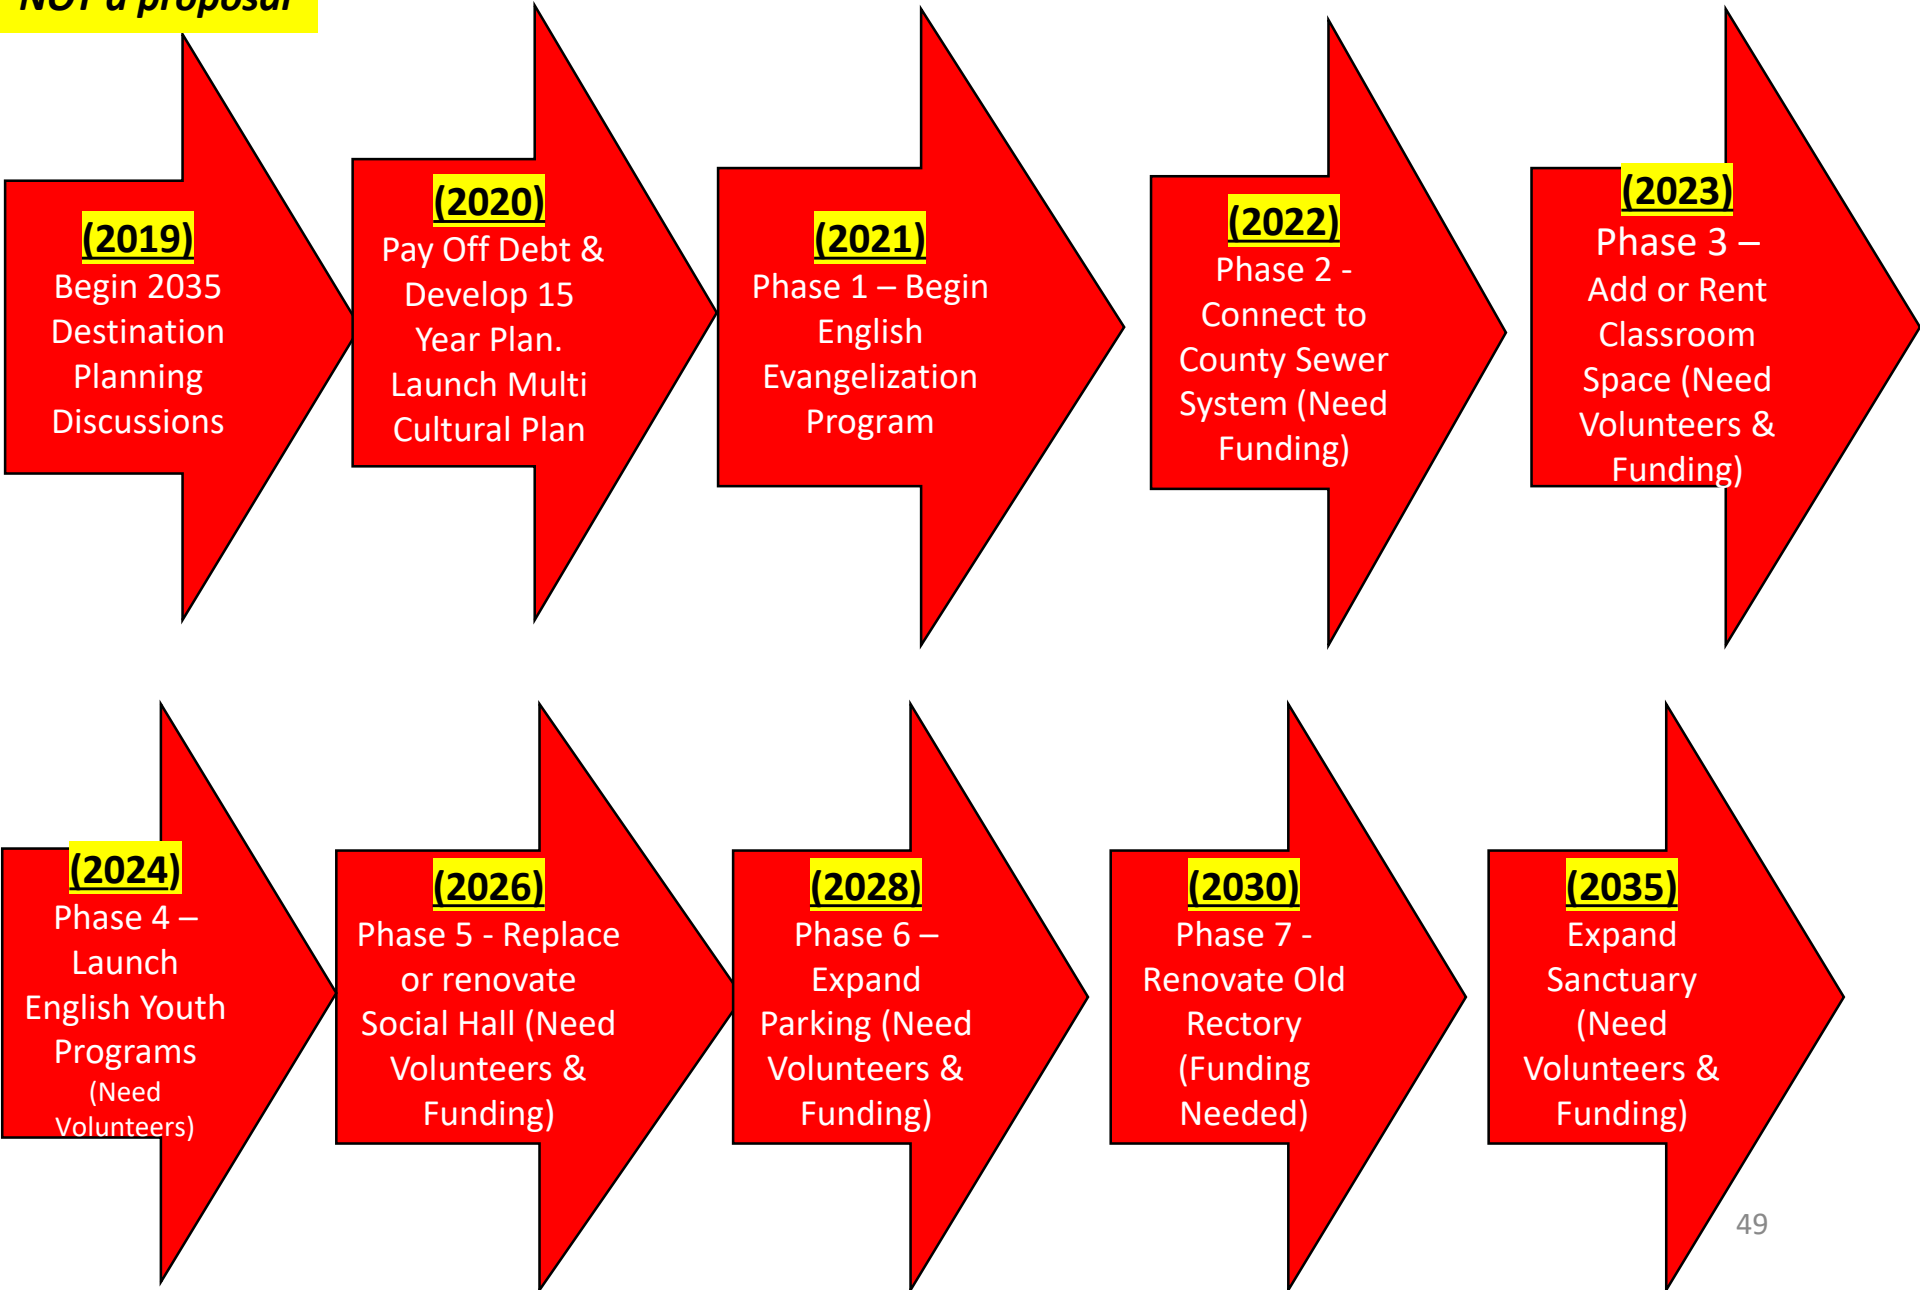 NOT a proposal
(2019)
Begin 2035
Destination
Planning
Discussions
(2020)
Pay Off Debt &
Develop 15
Year Plan.
Launch Multi
Cultural Plan
(2021)
Phase 1 – Begin
English
Evangelization
Program
(2022)
Phase 2 -
Connect to
County Sewer
System (Need
Funding)
(2023)
Phase 3 –
Add or Rent
Classroom
Space (Need
Volunteers &
Funding)
(2024)
Phase 4 –
Launch
English Youth
Programs
(Need
Volunteers)
(2026)
Phase 5 - Replace
or renovate
Social Hall (Need
Volunteers &
Funding)
(2028)
Phase 6 –
Expand
Parking (Need
Volunteers &
Funding)
(2030)
Phase 7 -
Renovate Old
Rectory
(Funding
Needed)
(2035)
Expand
Sanctuary
(Need
Volunteers &
Funding)
49